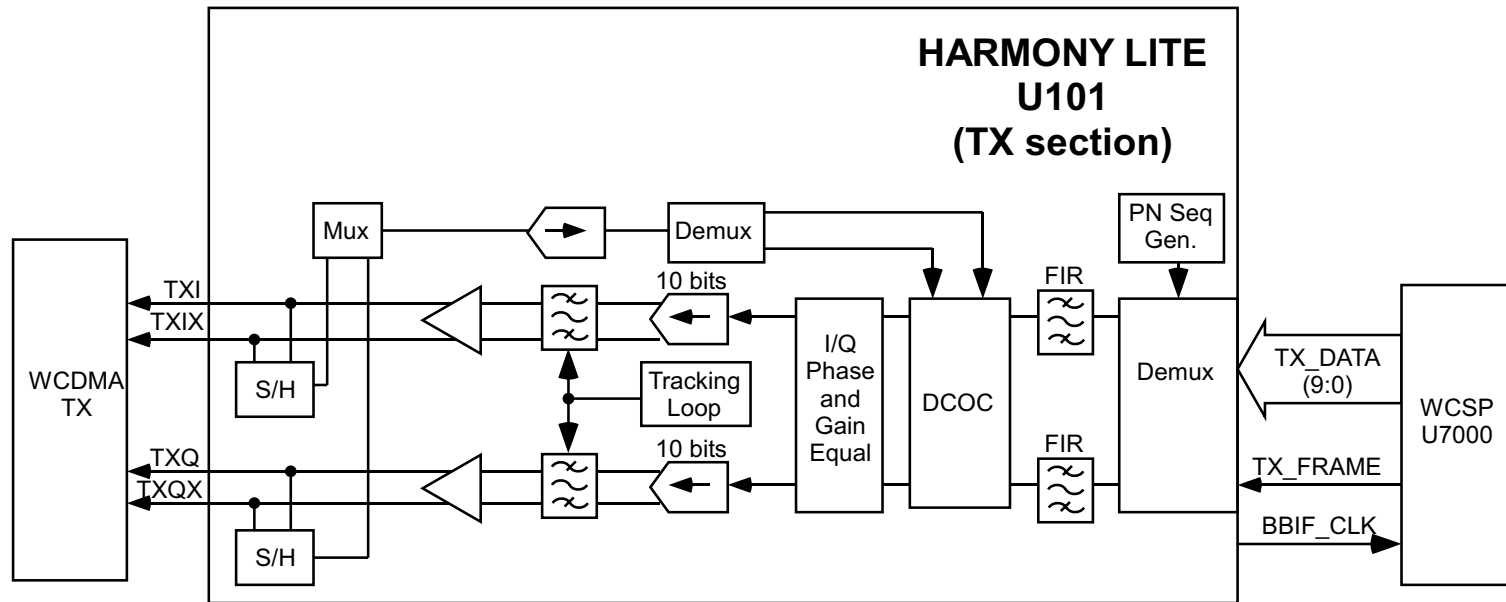 HARMONY LITE
U101
(TX section)
Mux
Demux
PN Seq
Gen.
TXI
TXIX
S/H
10 bits
FIR
I/Q
Phase
and
Gain
Equal
DCOC
Demux
TX_DATA
(9:0)
WCDMA
TX
Tracking
Loop
WCSP
U7000
TXQ
TXQX
S/H
10 bits
FIR
TX_FRAME
BBIF_CLK